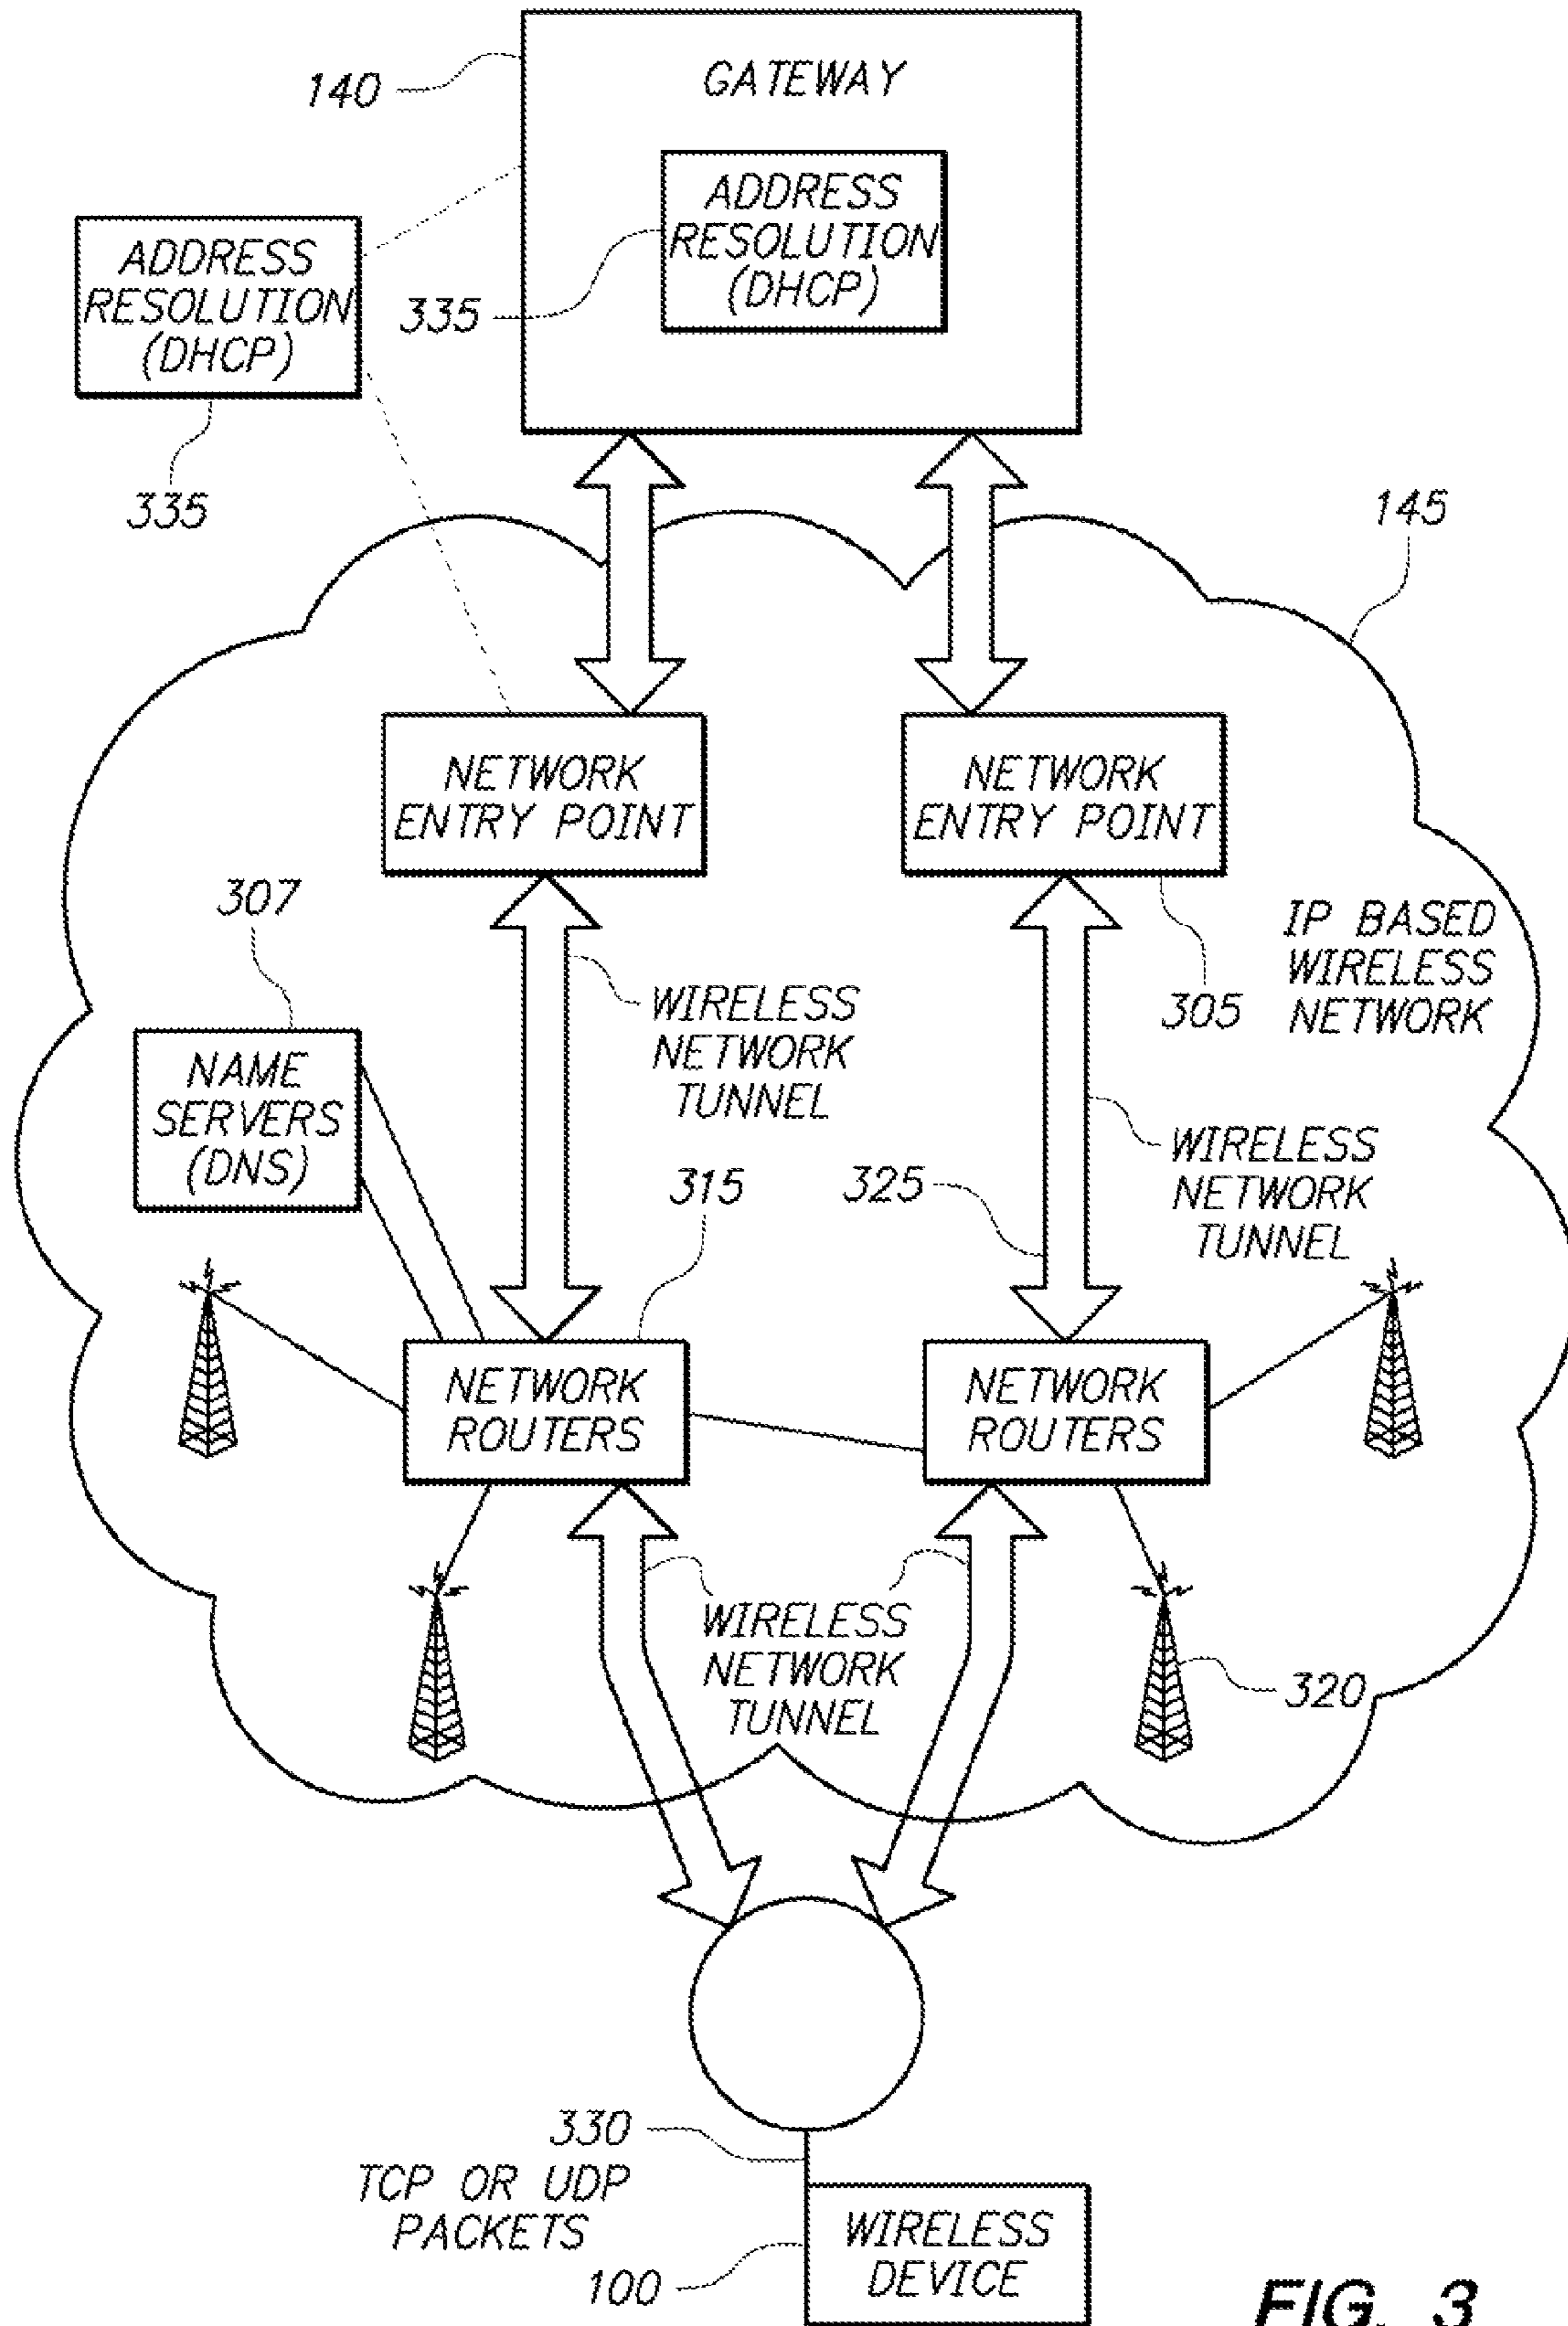 140
GATEWAY
ADDRESS
RESOLUTION
(DHCP)
335
ADDRESS
RESOLUTION
(DHCP)
335
145
NETWORK
ENTRY POINT
NETWORK
ENTRY POINT
305
IP BASED
WIRELESS
NETWORK
307
NAME
SERVERS
(DNS)
WIRELESS
NETWORK
TUNNEL
WIRELESS
NETWORK
TUNNEL
315
325
NETWORK
ROUTERS
NETWORK
ROUTERS
WIRELESS
NETWORK
TUNNEL
320
330
TCP OR UDP
PACKETS
100
WIRELESS
DEVICE
FIG. 3